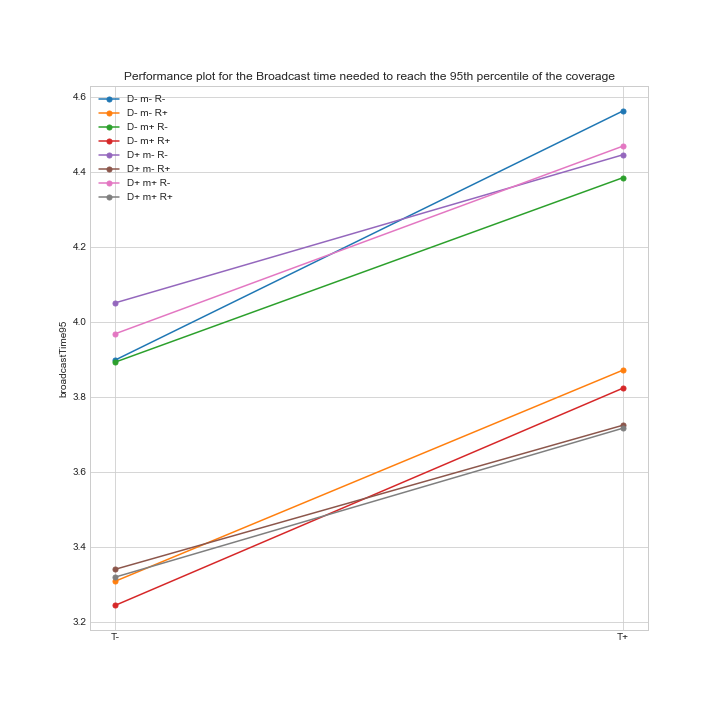 Performance plot for the Broadcast time needed to reach the 95th percentile of the coverage
D- m- R-
D- m- R+
D- m+ R-
D- m+ R+
D+ m- R-
D+ m- R+
D+ m+ R-
D+ m+ R+
4.6
4.4
4.2
4.0
3.8
3.6
3.4
3.2
broadcastTime95
T-
T+